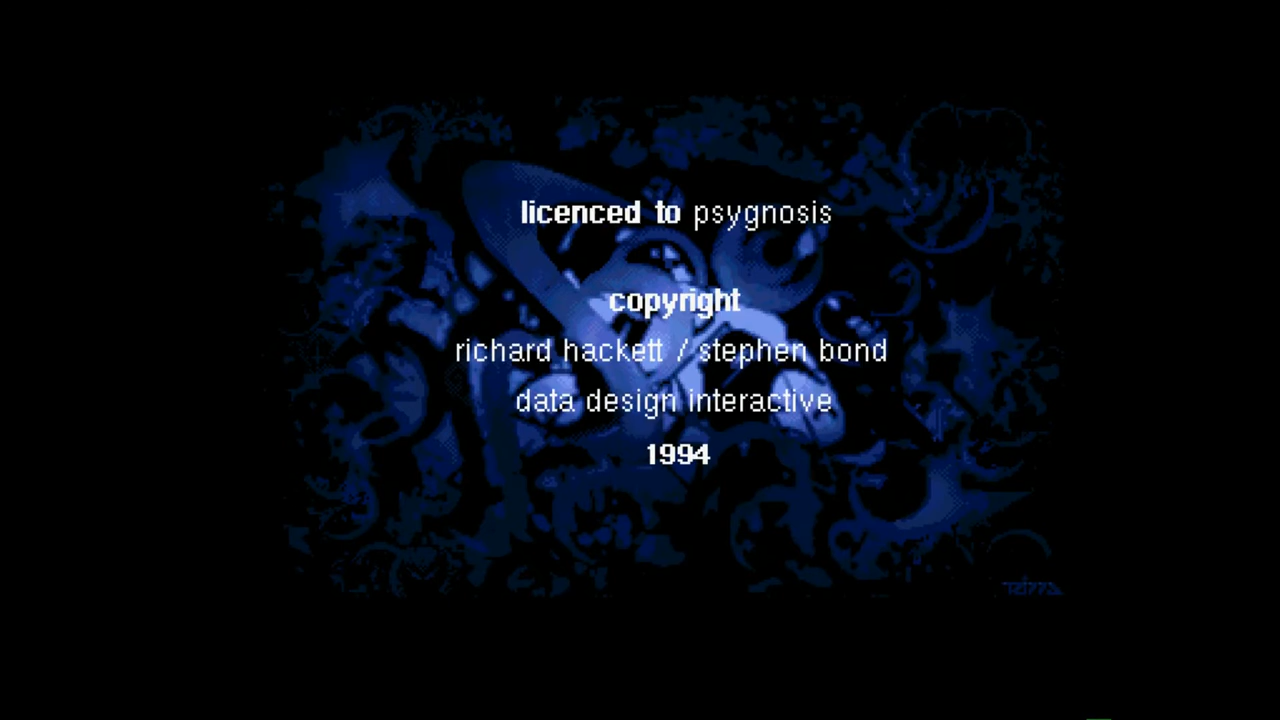 licenced to psygnosis
copyright
richard hackett / stephen bond
data design interactive
1994